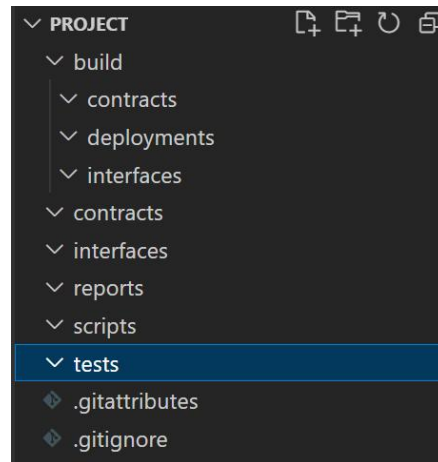 PROJECT
build
contracts
deployments
interfaces
contracts
interfaces
reports
scripts
tests
.gitattributes
.gitignore